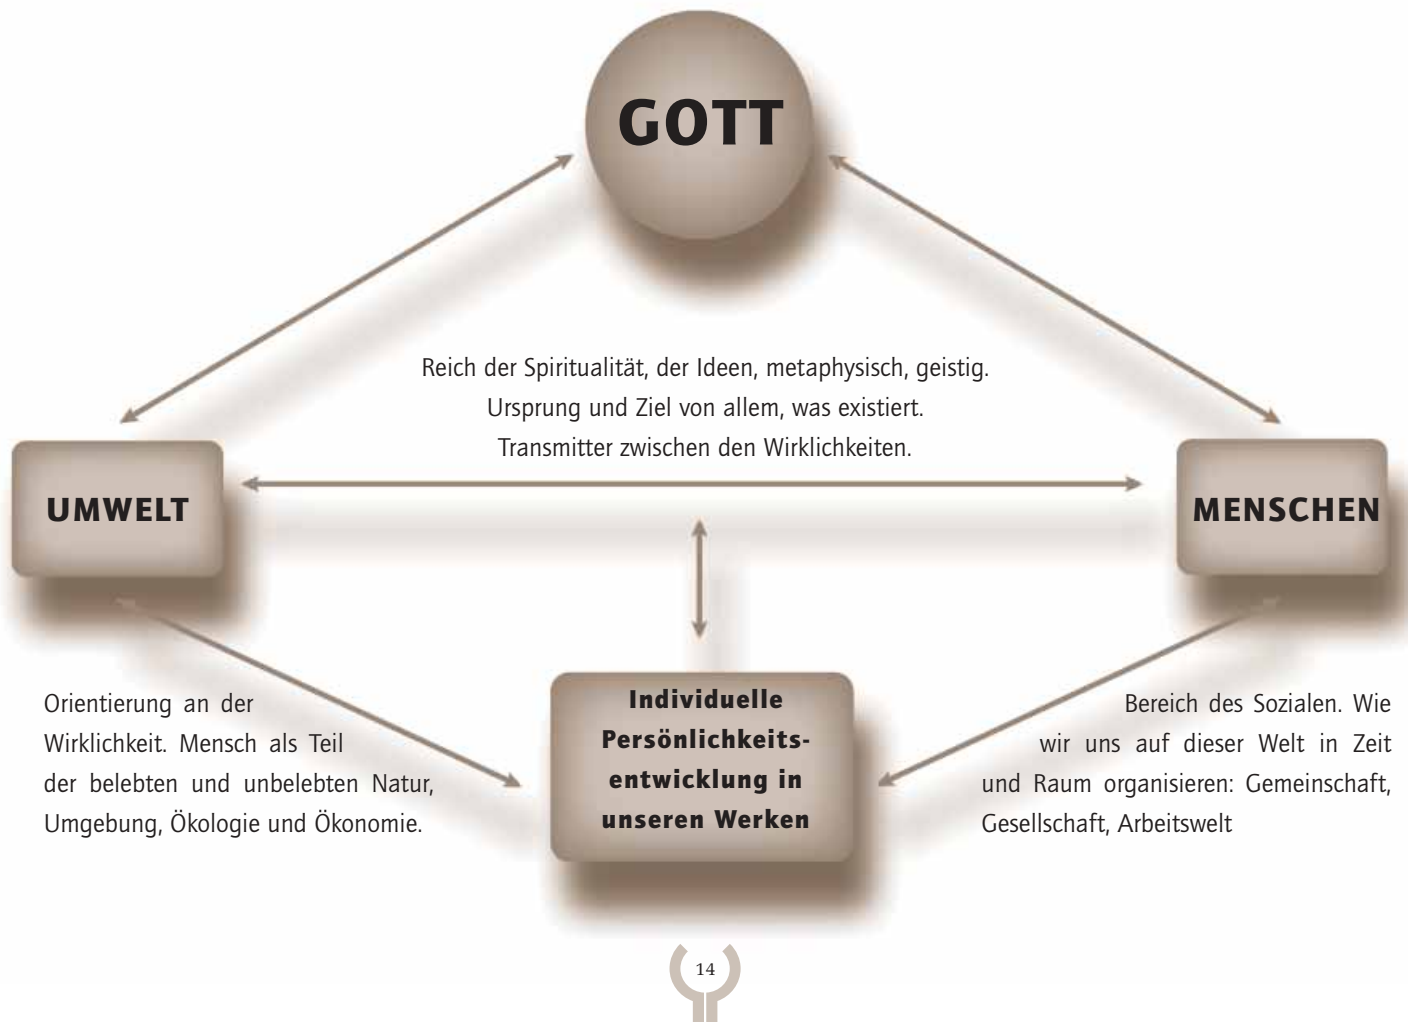 GOTT
Reich der Spiritualität, der Ideen, metaphysisch, geistig.
Ursprung und Ziel von allem, was existiert.
Transmitter zwischen den Wirklichkeiten.
UMWELT
MENSCHEN
Orientierung an der
Wirklichkeit. Mensch als Teil
der belebten und unbelebten Natur,
Umgebung, Ökologie und Ökonomie.
Individuelle
Persönlichkeits-
entwicklung in
unseren Werken
Bereich des Sozialen. Wie
wir uns auf dieser Welt in Zeit
und Raum organisieren: Gemeinschaft,
Gesellschaft, Arbeitswelt
14